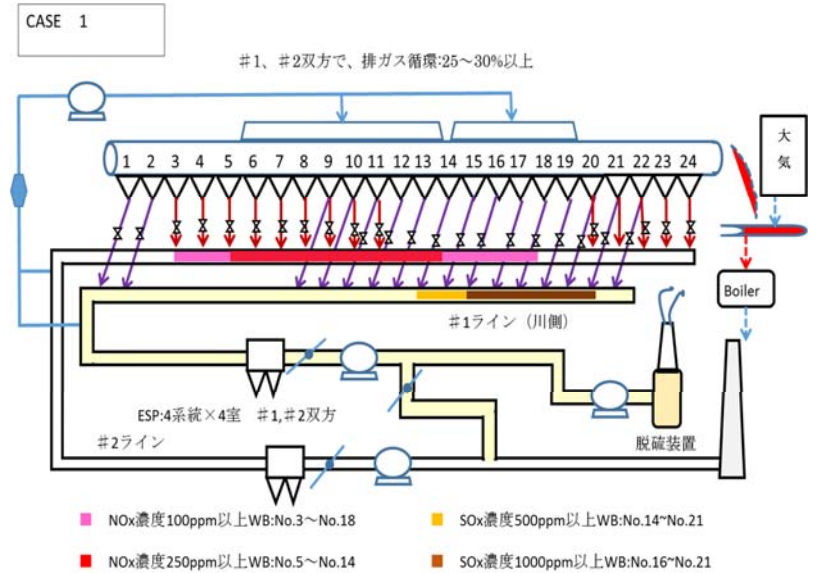 CASE 1
#1、#2双方で、排ガス循環:25〜30%以上
大気
1 2 3 4 5 6 7 8 9 10 11 12 13 14 15 16 17 18 19 20 21 22 23 24
Boiler
#1ライン（川側）
ESP:4系統×4室 #1,#2双方
脱硫装置
#2ライン
NOx濃度100ppm以上WB:No.3〜No.18
SOx濃度500ppm以上WB:No.14~No.21
NOx濃度250ppm以上WB:No.5〜No.14
SOx濃度1000ppm以上WB:No.16~No.21